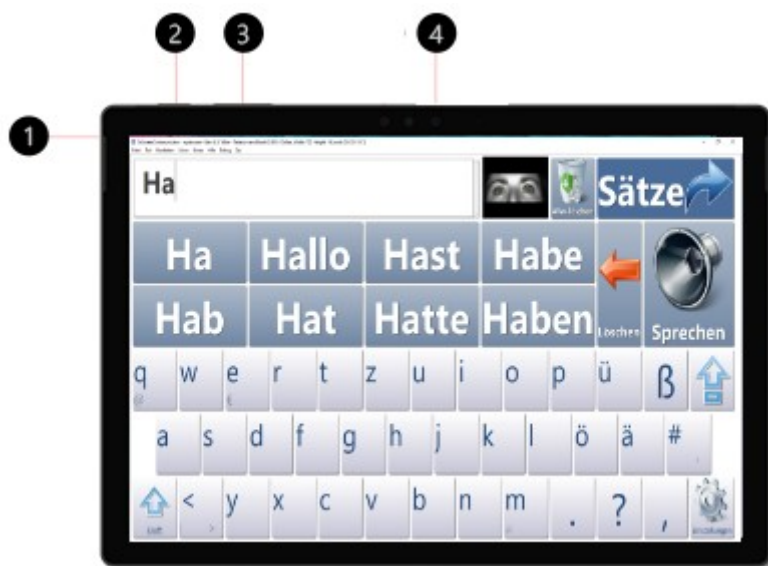 2 3 4
1
Ha
Sätze
Ha Hallo Hast Habe
Hab Hat Hatte Haben Löschen Sprechen
q w e r t z u i o p ü ß
@ €
a s d f g h j k l ö ä #
< y x c v b n m . ? ,
>